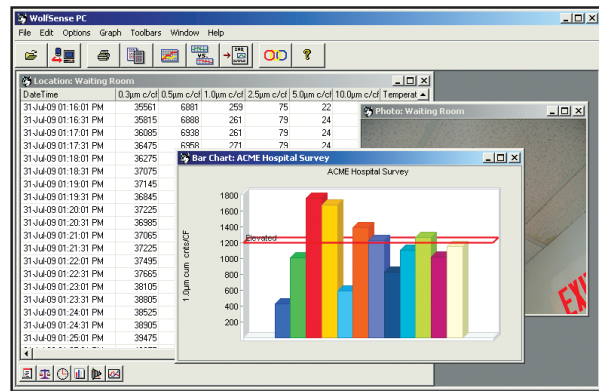 WolfSense PC
File Edit Options Graph Toolbars Window Help
VS.
Location: Waiting Room
DateTime 0.3µm c/cf 0.5µm c/cf 1.0µm c/cf 2.5µm c/cf 5.0µm c/cf 10.0µm c/cf Temperat
31-Jul-09 01:16:01 PM 35561 6881 259 75 22
31-Jul-09 01:16:31 PM 35815 6888 261 79 24
31-Jul-09 01:17:01 PM 36085 6938 261 79 24
31-Jul-09 01:17:31 PM 36475 6958 271 79 24
31-Jul-09 01:18:01 PM 36275
31-Jul-09 01:18:31 PM 37075
31-Jul-09 01:19:01 PM 37145
31-Jul-09 01:19:31 PM 36845
31-Jul-09 01:20:01 PM 37225
31-Jul-09 01:20:31 PM 36985
31-Jul-09 01:21:01 PM 37065
31-Jul-09 01:21:31 PM 37225
31-Jul-09 01:22:01 PM 37495
31-Jul-09 01:22:31 PM 37665
31-Jul-09 01:23:01 PM 38105
31-Jul-09 01:23:31 PM 38805
31-Jul-09 01:24:01 PM 38525
31-Jul-09 01:24:31 PM 38905
31-Jul-09 01:25:01 PM 39475
Photo: Waiting Room
EXI
Bar Chart: ACME Hospital Survey
ACME Hospital Survey
1.0µm cum. cnts/CF
1800
1600
1400
1200
1000
800
600
400
200
Elevated